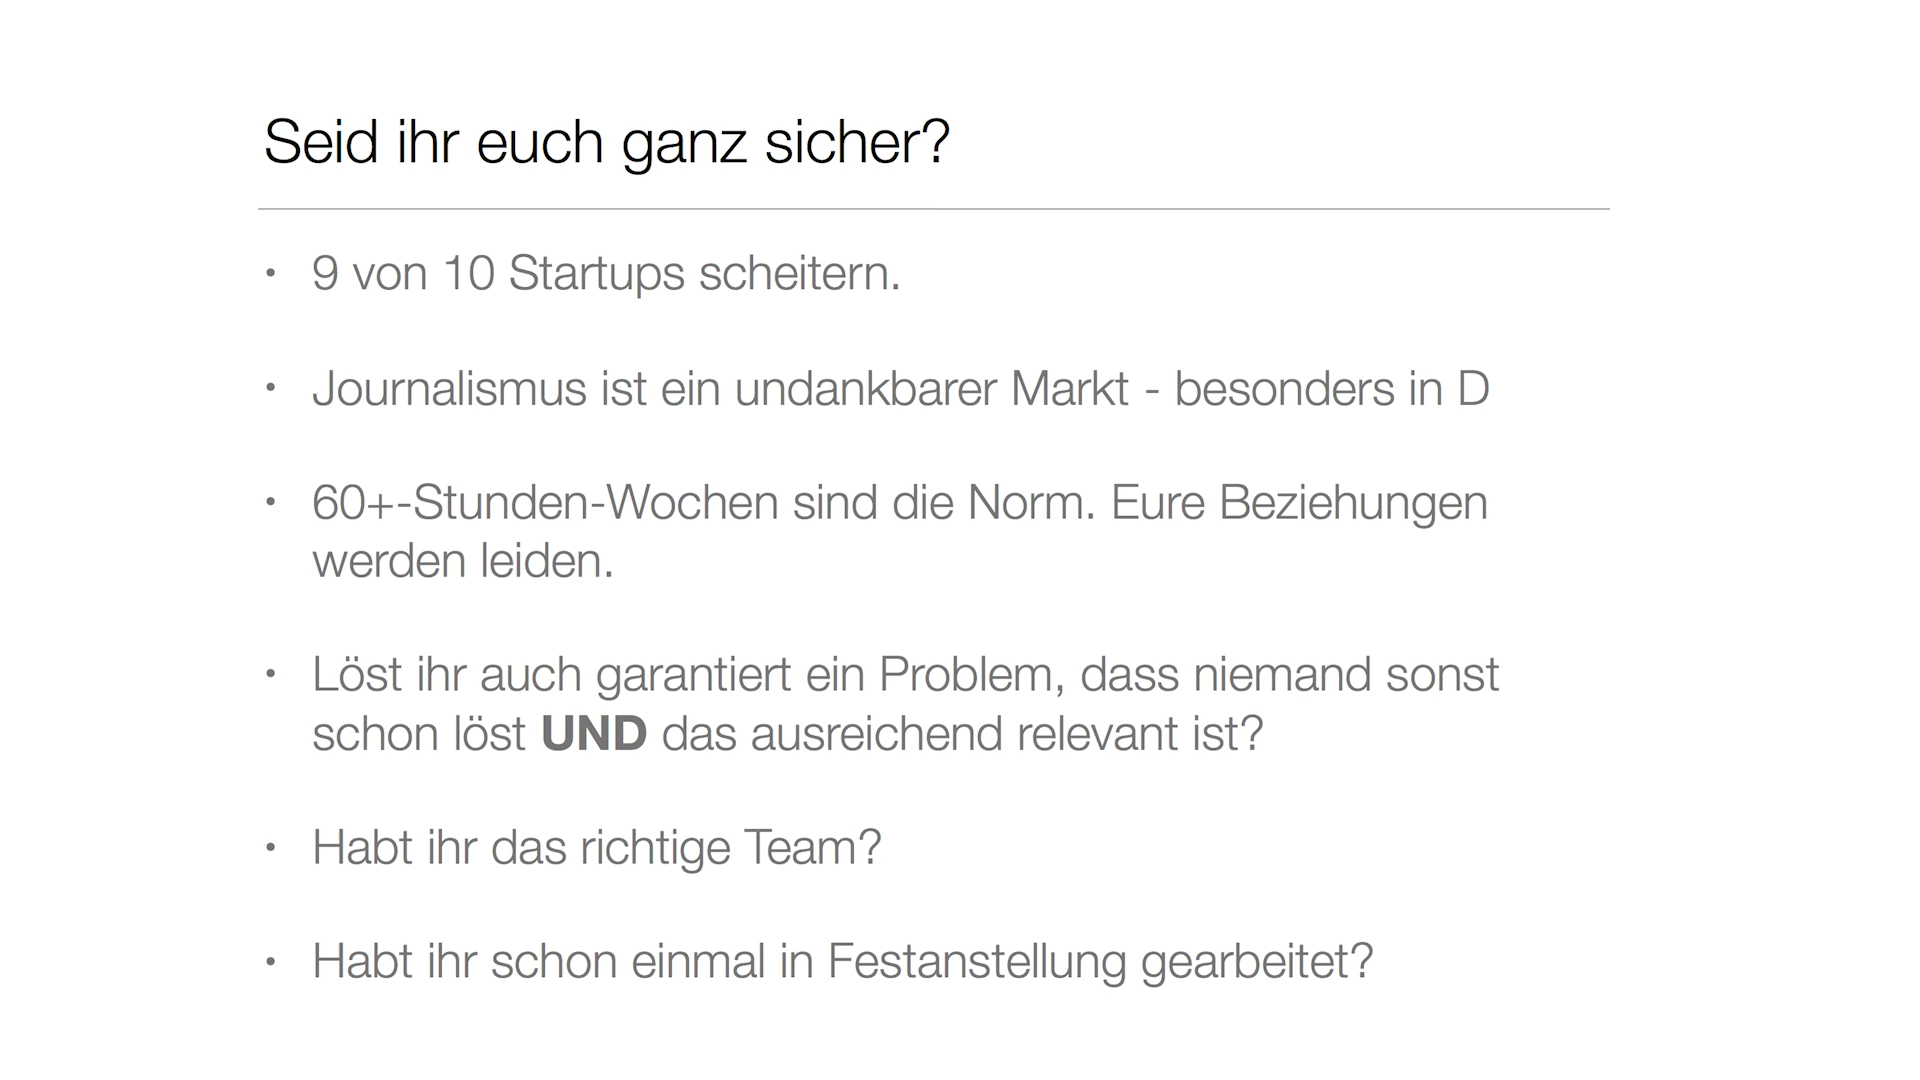 Seid ihr euch ganz sicher?
• 9 von 10 Startups scheitern.
• Journalismus ist ein undankbarer Markt - besonders in D
• 60+-Stunden-Wochen sind die Norm. Eure Beziehungen
werden leiden.
• Löst ihr auch garantiert ein Problem, dass niemand sonst
schon löst UND das ausreichend relevant ist?
• Habt ihr das richtige Team?
• Habt ihr schon einmal in Festanstellung gearbeitet?